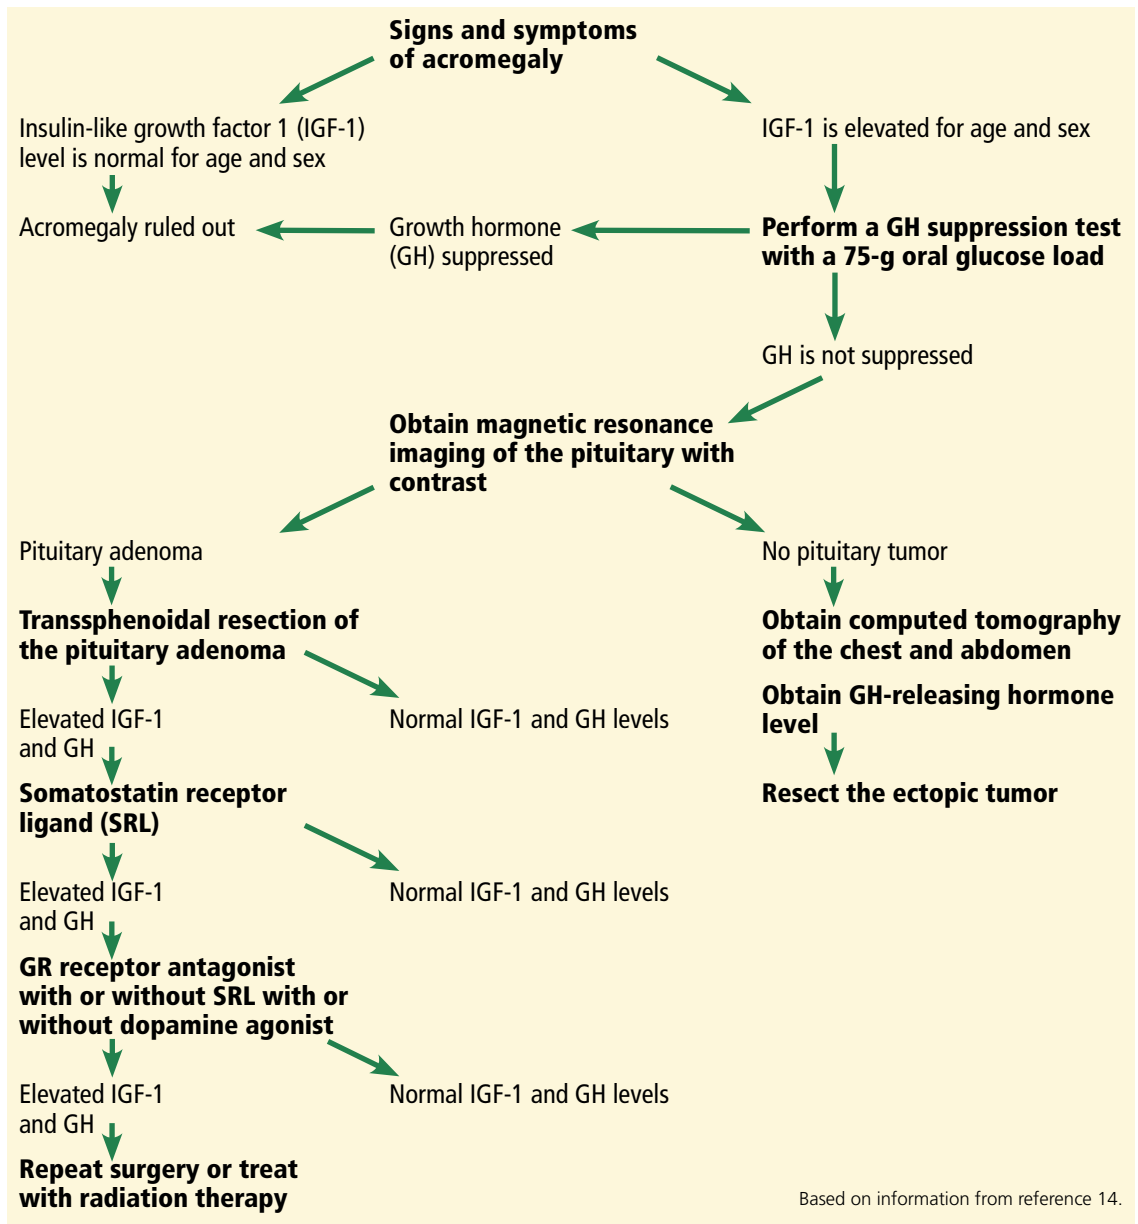 Signs and symptoms
of acromegaly
Insulin-like growth factor 1 (IGF-1)
level is normal for age and sex
IGF-1 is elevated for age and sex
Acromegaly ruled out
Growth hormone
(GH) suppressed
Perform a GH suppression test
with a 75-g oral glucose load
GH is not suppressed
Obtain magnetic resonance
imaging of the pituitary with
contrast
Pituitary adenoma
No pituitary tumor
Transsphenoidal resection of
the pituitary adenoma
Obtain computed tomography
of the chest and abdomen
Obtain GH-releasing hormone
level
Elevated IGF-1
and GH
Normal IGF-1 and GH levels
Somatostatin receptor
ligand (SRL)
Resect the ectopic tumor
Elevated IGF-1
and GH
Normal IGF-1 and GH levels
GR receptor antagonist
with or without SRL with or
without dopamine agonist
Elevated IGF-1
and GH
Normal IGF-1 and GH levels
Repeat surgery or treat
with radiation therapy
Based on information from reference 14.